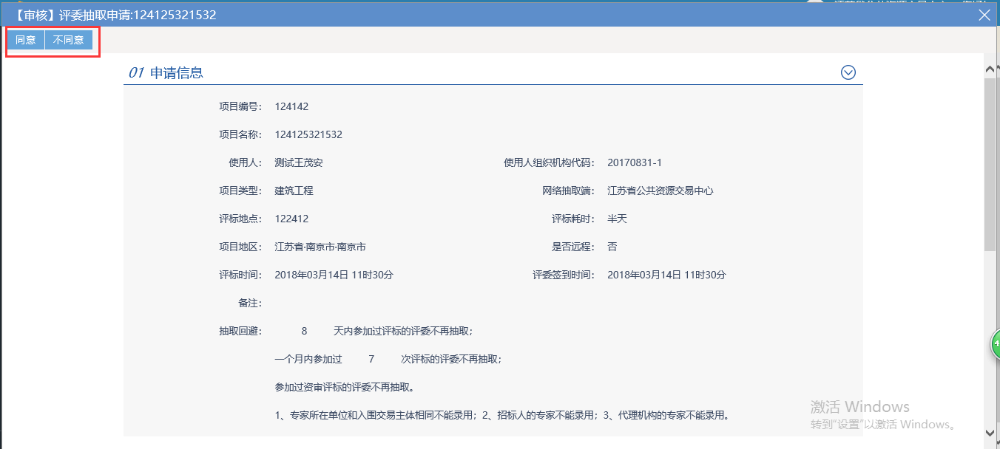 【审核】评委抽取申请:124125321532
同意 不同意
01 申请信息
项目编号： 124142
项目名称： 124125321532
使用人： 测试王茂安 使用人组织机构代码： 20170831-1
项目类型： 建筑工程 网络抽取端： 江苏省公共资源交易中心
评标地点： 122412 评标耗时： 半天
项目地区： 江苏省·南京市·南京市 是否远程： 否
评标时间： 2018年03月14日 11时30分 评委签到时间： 2018年03月14日 11时30分
备注：
抽取回避： 8 天内参加过评标的评委不再抽取；
一个月内参加过 7 次评标的评委不再抽取；
参加过资审评标的评委不再抽取。
1、专家所在单位和入围交易主体相同不能录用；2、招标人的专家不能录用；3、代理机构的专家不能录用。
激活 Windows
转到"设置"以激活 Windows。
4